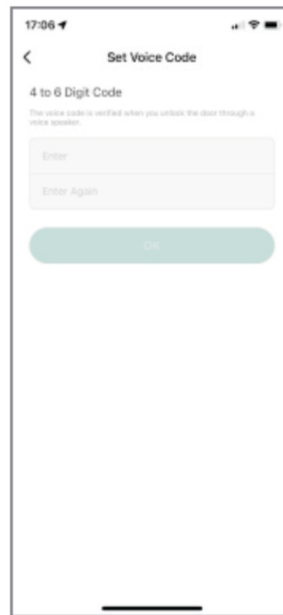 17:06
Set Voice Code
4 to 6 Digit Code
The voice code is verified when you unlock the door through a
voice speaker.
Enter
Enter Again
OK